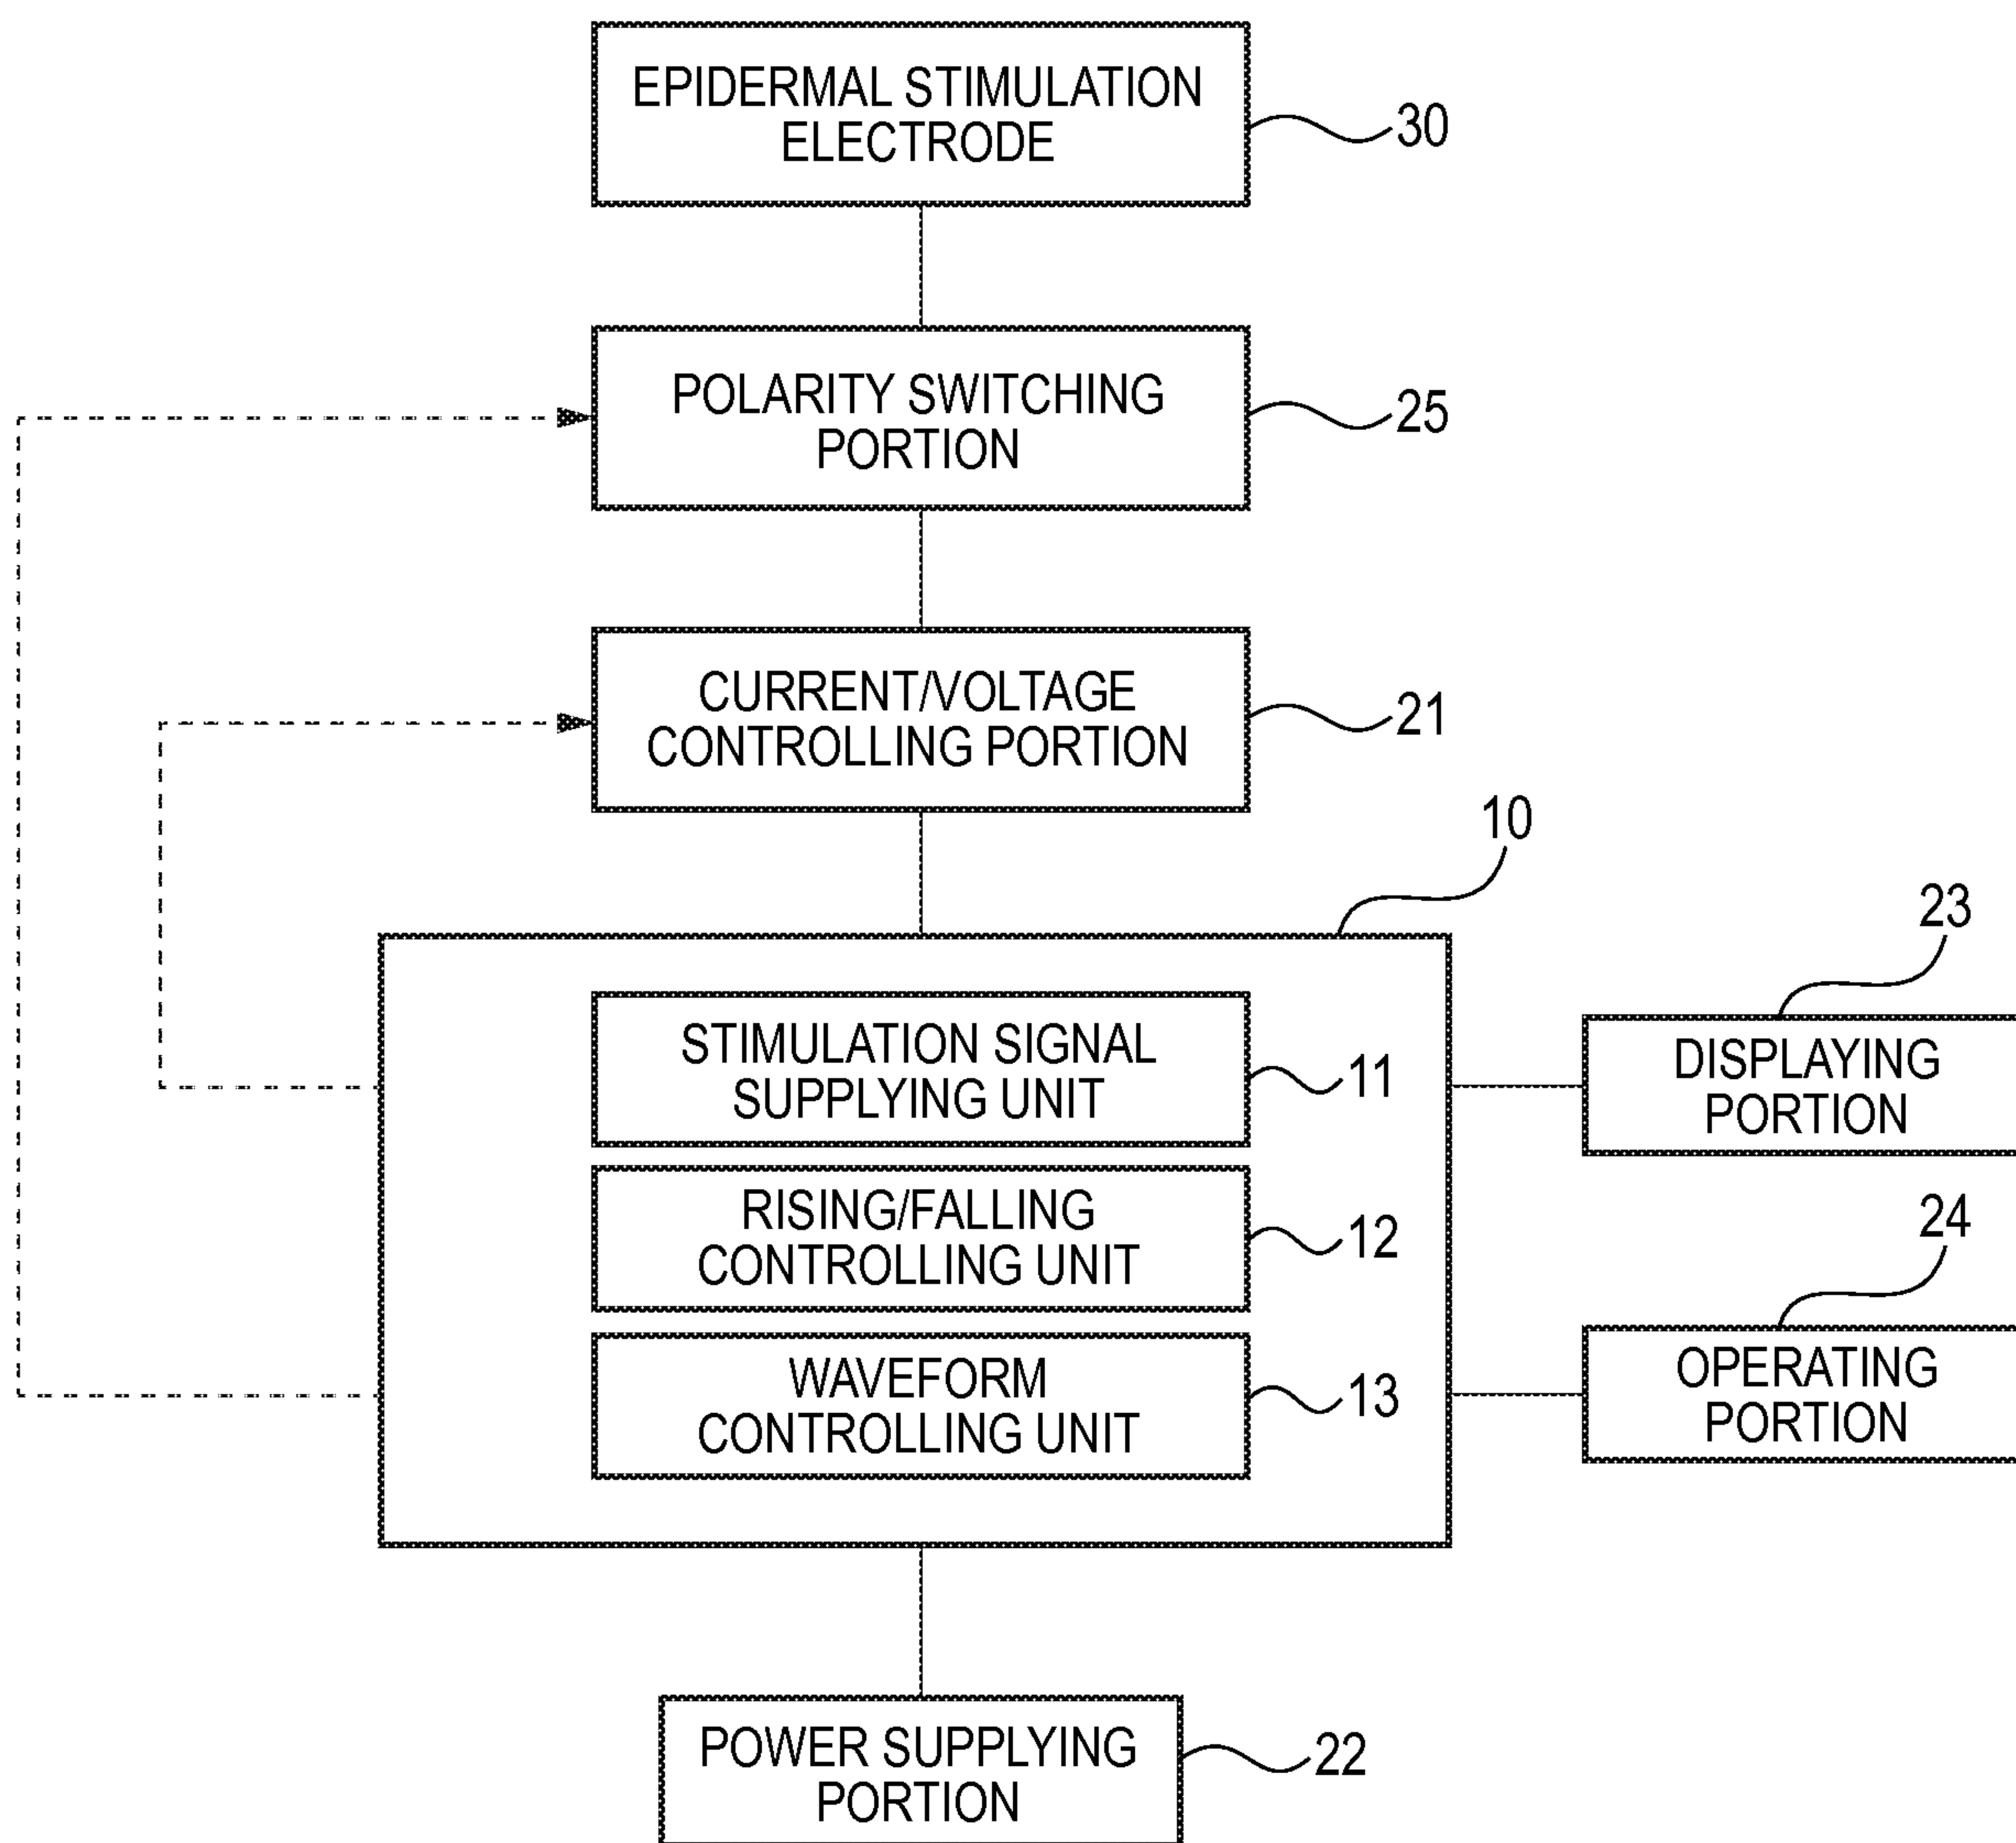 EPIDERMAL STIMULATION
ELECTRODE
30
POLARITY SWITCHING
PORTION
25
CURRENT/VOLTAGE
CONTROLLING PORTION
21
10
STIMULATION SIGNAL
SUPPLYING UNIT
11
23
DISPLAYING
PORTION
RISING/FALLING
CONTROLLING UNIT
12
24
WAVEFORM
CONTROLLING UNIT
13
OPERATING
PORTION
POWER SUPPLYING
PORTION
22